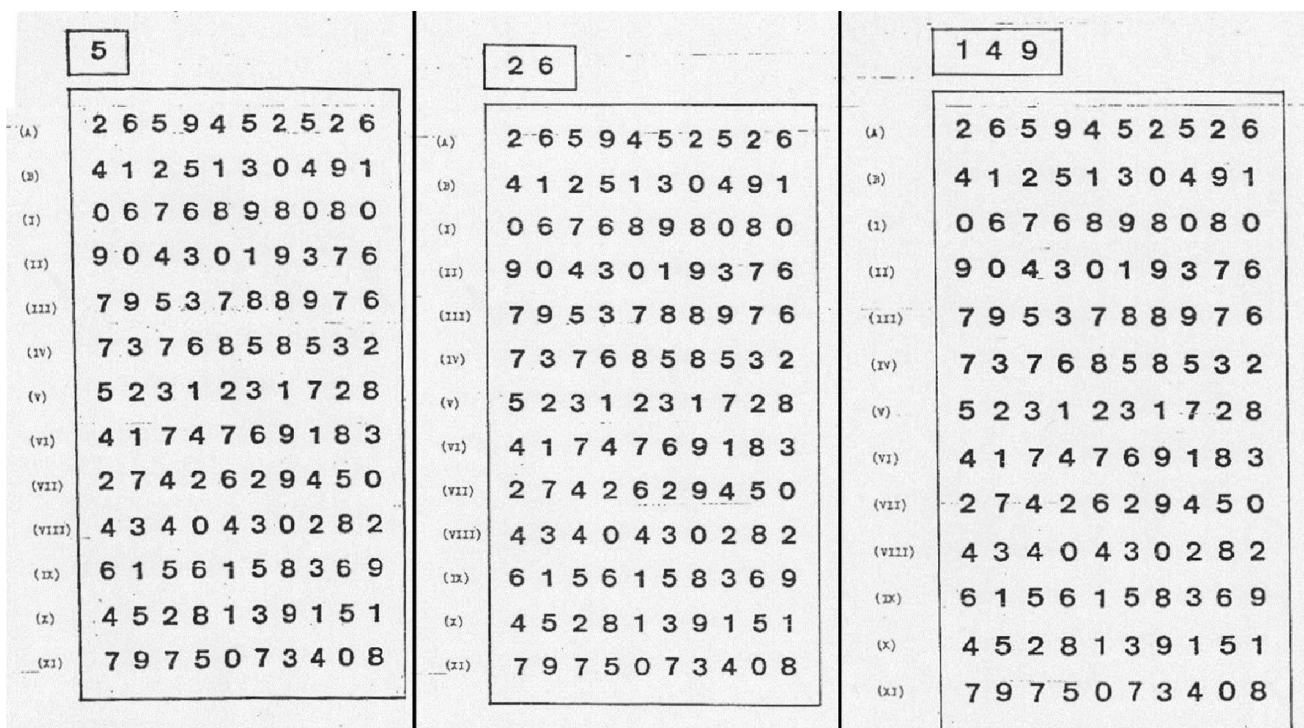 5
(A) 2 6 5 9 4 5 2 5 2 6
(B) 4 1 2 5 1 3 0 4 9 1
(I) 0 6 7 6 8 9 8 0 8 0
(II) 9 0 4 3 0 1 9 3 7 6
(III) 7 9 5 3 7 8 8 9 7 6
(IV) 7 3 7 6 8 5 8 5 3 2
(V) 5 2 3 1 2 3 1 7 2 8
(VI) 4 1 7 4 7 6 9 1 8 3
(VII) 2 7 4 2 6 2 9 4 5 0
(VIII) 4 3 4 0 4 3 0 2 8 2
(IX) 6 1 5 6 1 5 8 3 6 9
(X) 4 5 2 8 1 3 9 1 5 1
(XI) 7 9 7 5 0 7 3 4 0 8
2 6
(A) 2 6 5 9 4 5 2 5 2 6
(B) 4 1 2 5 1 3 0 4 9 1
(I) 0 6 7 6 8 9 8 0 8 0
(II) 9 0 4 3 0 1 9 3 7 6
(III) 7 9 5 3 7 8 8 9 7 6
(IV) 7 3 7 6 8 5 8 5 3 2
(V) 5 2 3 1 2 3 1 7 2 8
(VI) 4 1 7 4 7 6 9 1 8 3
(VII) 2 7 4 2 6 2 9 4 5 0
(VIII) 4 3 4 0 4 3 0 2 8 2
(IX) 6 1 5 6 1 5 8 3 6 9
(X) 4 5 2 8 1 3 9 1 5 1
(XI) 7 9 7 5 0 7 3 4 0 8
1 4 9
(A) 2 6 5 9 4 5 2 5 2 6
(B) 4 1 2 5 1 3 0 4 9 1
(I) 0 6 7 6 8 9 8 0 8 0
(II) 9 0 4 3 0 1 9 3 7 6
(III) 7 9 5 3 7 8 8 9 7 6
(IV) 7 3 7 6 8 5 8 5 3 2
(V) 5 2 3 1 2 3 1 7 2 8
(VI) 4 1 7 4 7 6 9 1 8 3
(VII) 2 7 4 2 6 2 9 4 5 0
(VIII) 4 3 4 0 4 3 0 2 8 2
(IX) 6 1 5 6 1 5 8 3 6 9
(X) 4 5 2 8 1 3 9 1 5 1
(XI) 7 9 7 5 0 7 3 4 0 8